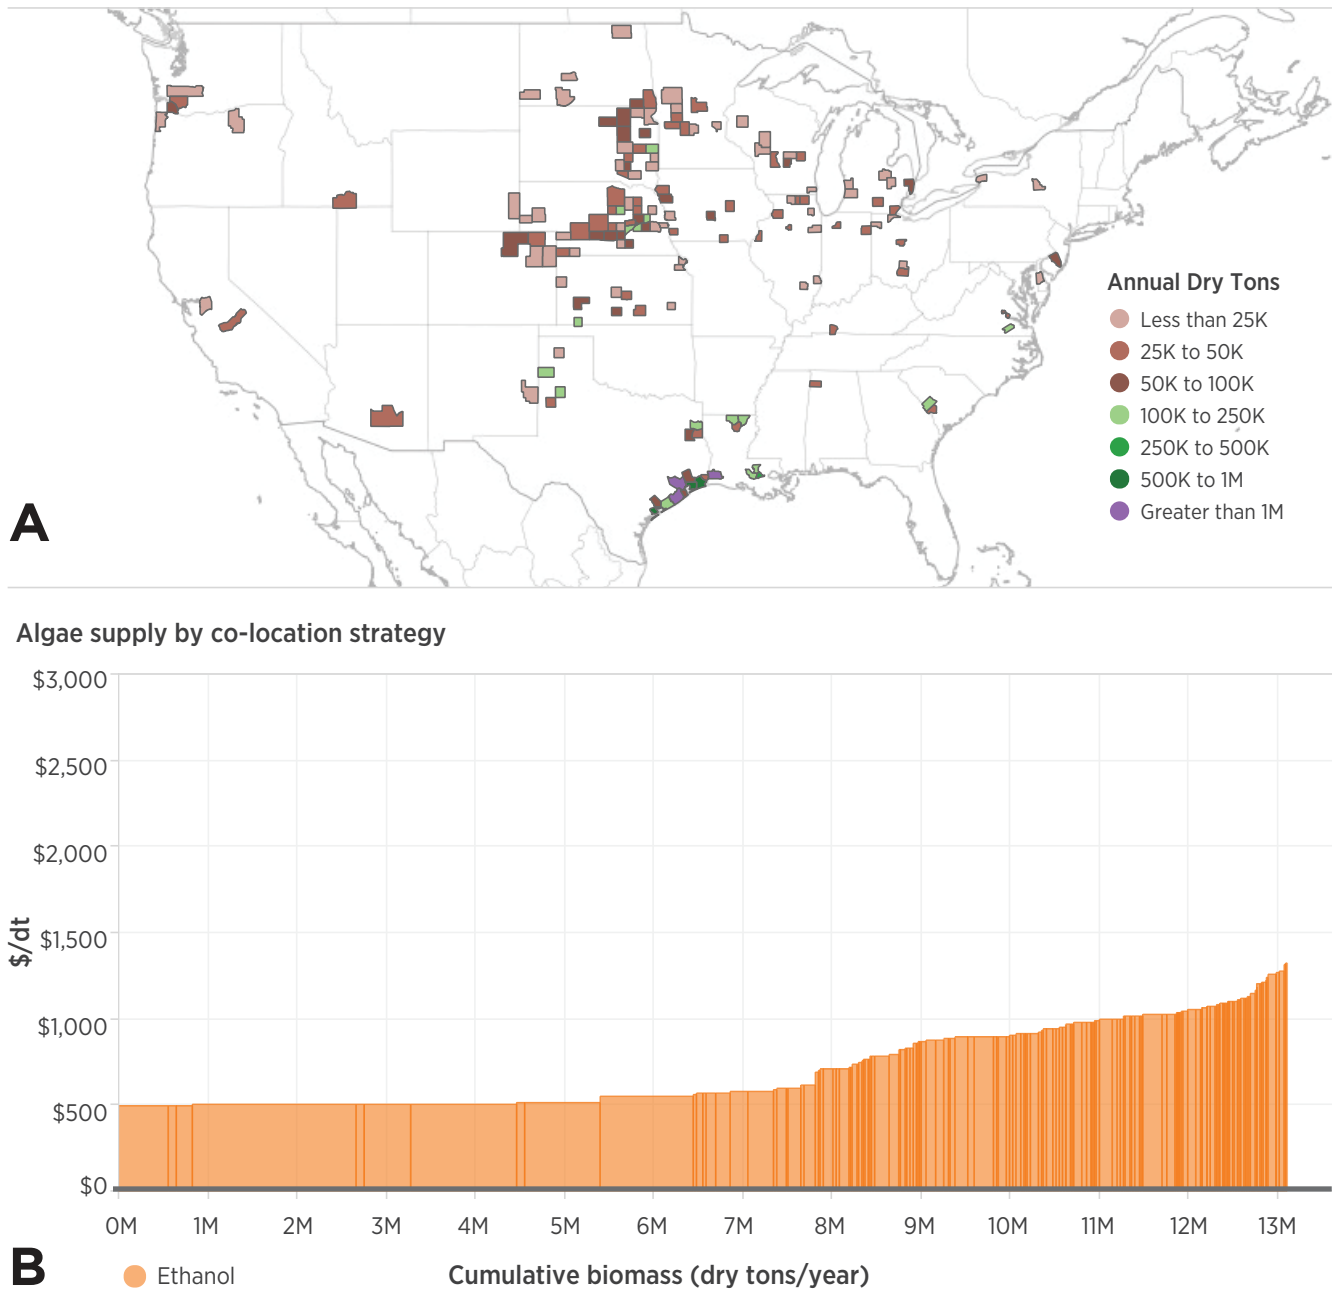 Annual Dry Tons
Less than 25K
25K to 50K
50K to 100K
100K to 250K
250K to 500K
500K to 1M
Greater than 1M
A
Algae supply by co-location strategy
$3,000
$2,500
$2,000
$1,500
$1,000
$500
$0
$/dt
0M 1M 2M 3M 4M 5M 6M 7M 8M 9M 10M 11M 12M 13M
Cumulative biomass (dry tons/year)
Ethanol
B